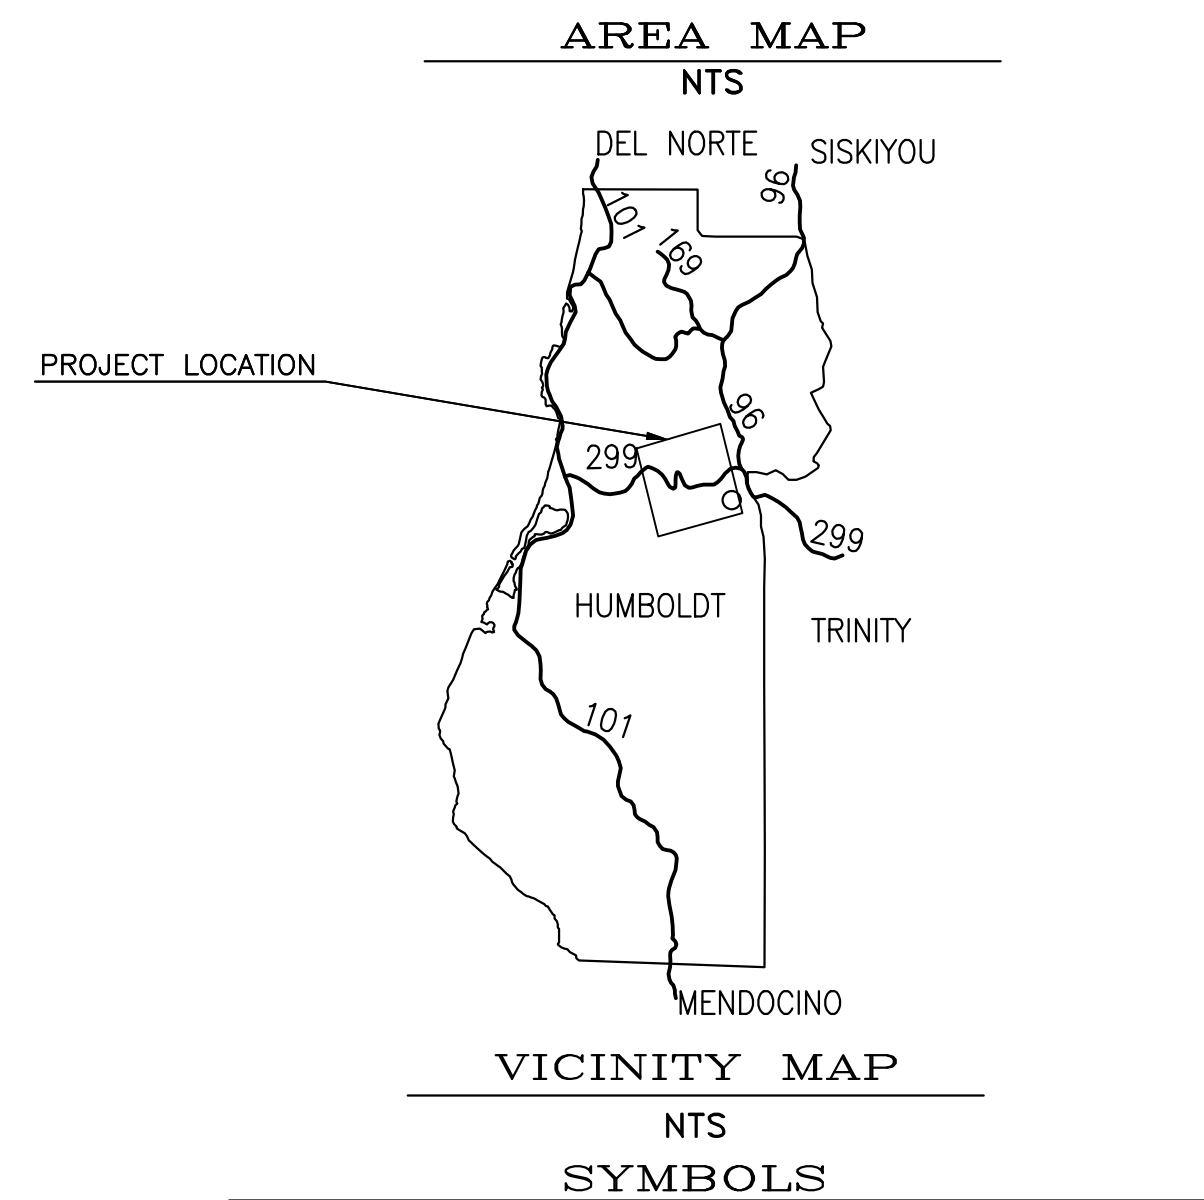 AREA MAP
NTS
DEL NORTE
SISKIYOU
96
101
169
PROJECT LOCATION
96
299
299
HUMBOLDT
TRINITY
101
MENDOCINO
VICINITY MAP
NTS
SYMBOLS